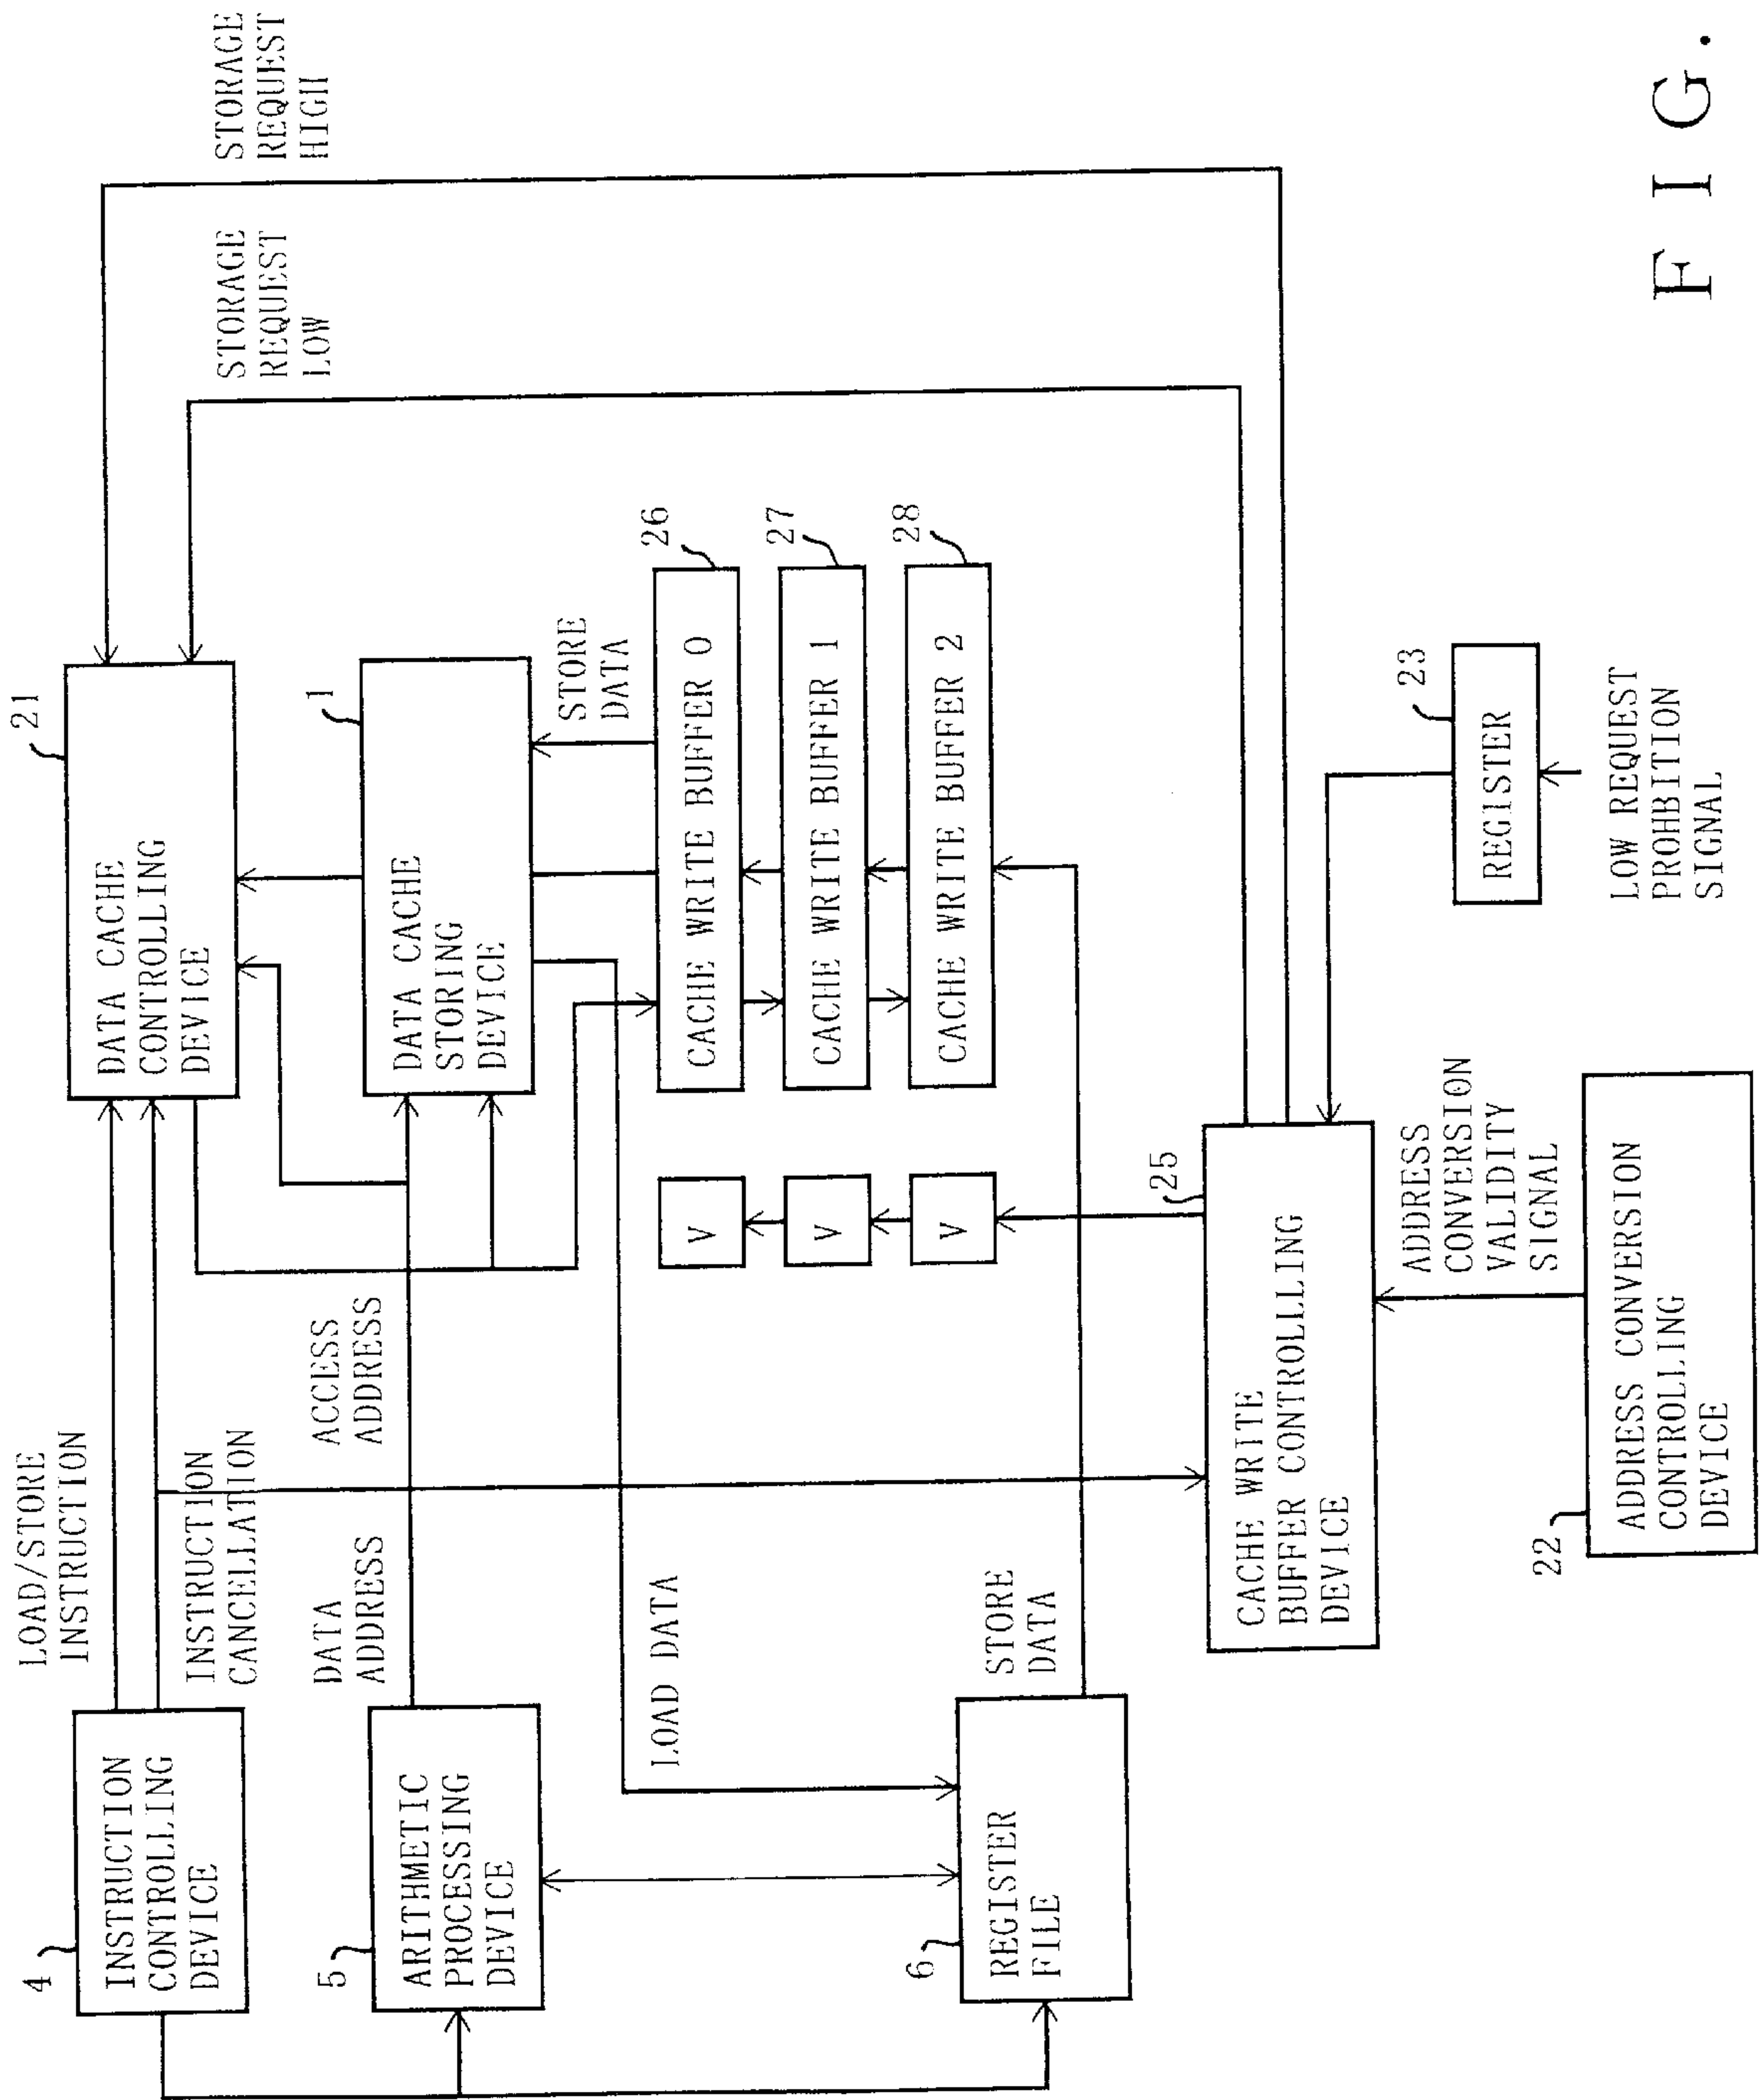 LOAD/STORE
INSTRUCTION
INSTRUCTION
CANCELLATION
4
INSTRUCTION
CONTROLLING
DEVICE
21
DATA CACHE
CONTROLLING
DEVICE
STORAGE
REQUEST
HIGH
STORAGE
REQUEST
LOW
5
ARITHMETIC
PROCESSING
DEVICE
DATA
ADDRESS
ACCESS
ADDRESS
1
DATA CACHE
STORING
DEVICE
STORE
DATA
LOAD DATA
V
CACHE WRITE BUFFER 0
26
V
CACHE WRITE BUFFER 1
27
V
CACHE WRITE BUFFER 2
28
6
REGISTER
FILE
STORE
DATA
25
CACHE WRITE
BUFFER CONTROLLLING
DEVICE
23
REGISTER
ADDRESS
CONVERSION
VALIDITY
SIGNAL
LOW REQUEST
PROHBITION
SIGNAL
22
ADDRESS CONVERSION
CONTROLLING
DEVICE
FIG.